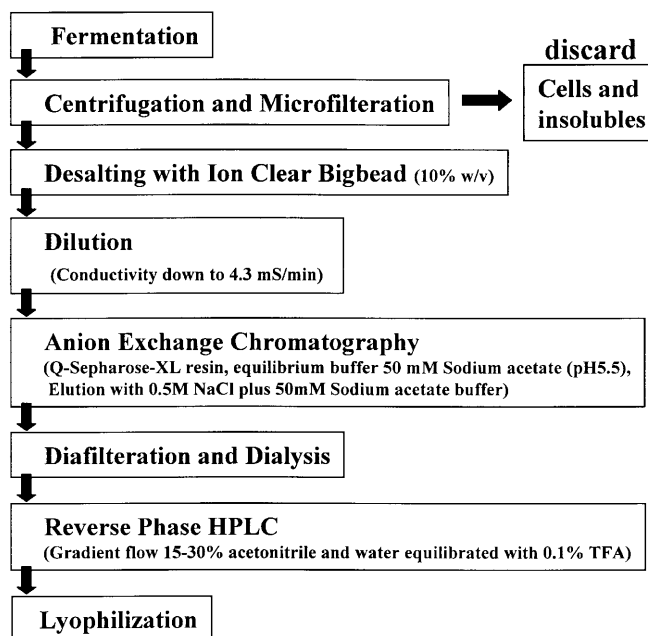 Fermentation
discard
Centrifugation and Microfilteration
Cells and
insolubles
Desalting with Ion Clear Bigbead (10% w/v)
Dilution
(Conductivity down to 4.3 mS/min)
Anion Exchange Chromatography
(Q-Sepharose-XL resin, equilibrium buffer 50 mM Sodium acetate (pH5.5),
Elution with 0.5M NaCl plus 50mM Sodium acetate buffer)
Diafilteration and Dialysis
Reverse Phase HPLC
(Gradient flow 15-30% acetonitrile and water equilibrated with 0.1% TFA)
Lyophilization